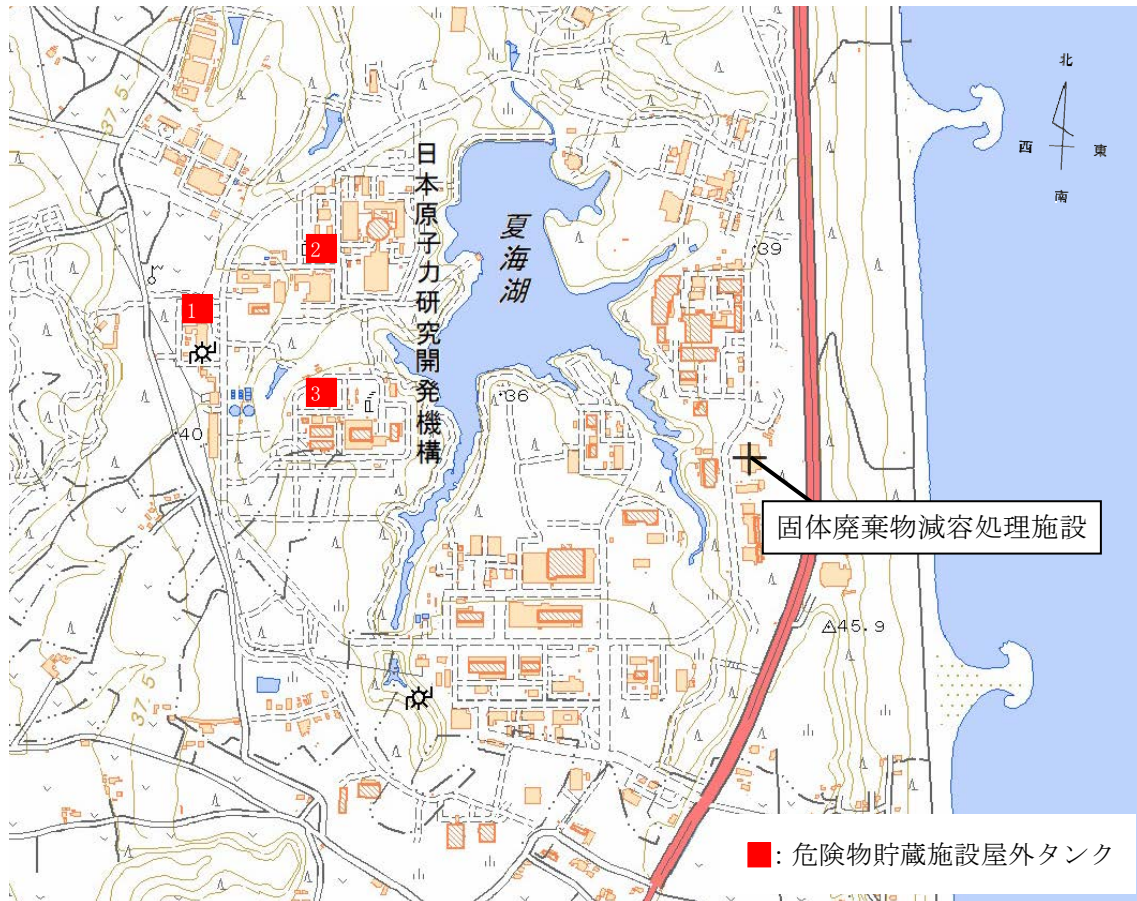 北
西 東
南
37.5
日本原子力研究開発機構
夏海湖
2
39
1
3
36
40
固体廃棄物減容処理施設
45.9
37.5
■: 危険物貯蔵施設屋外タンク